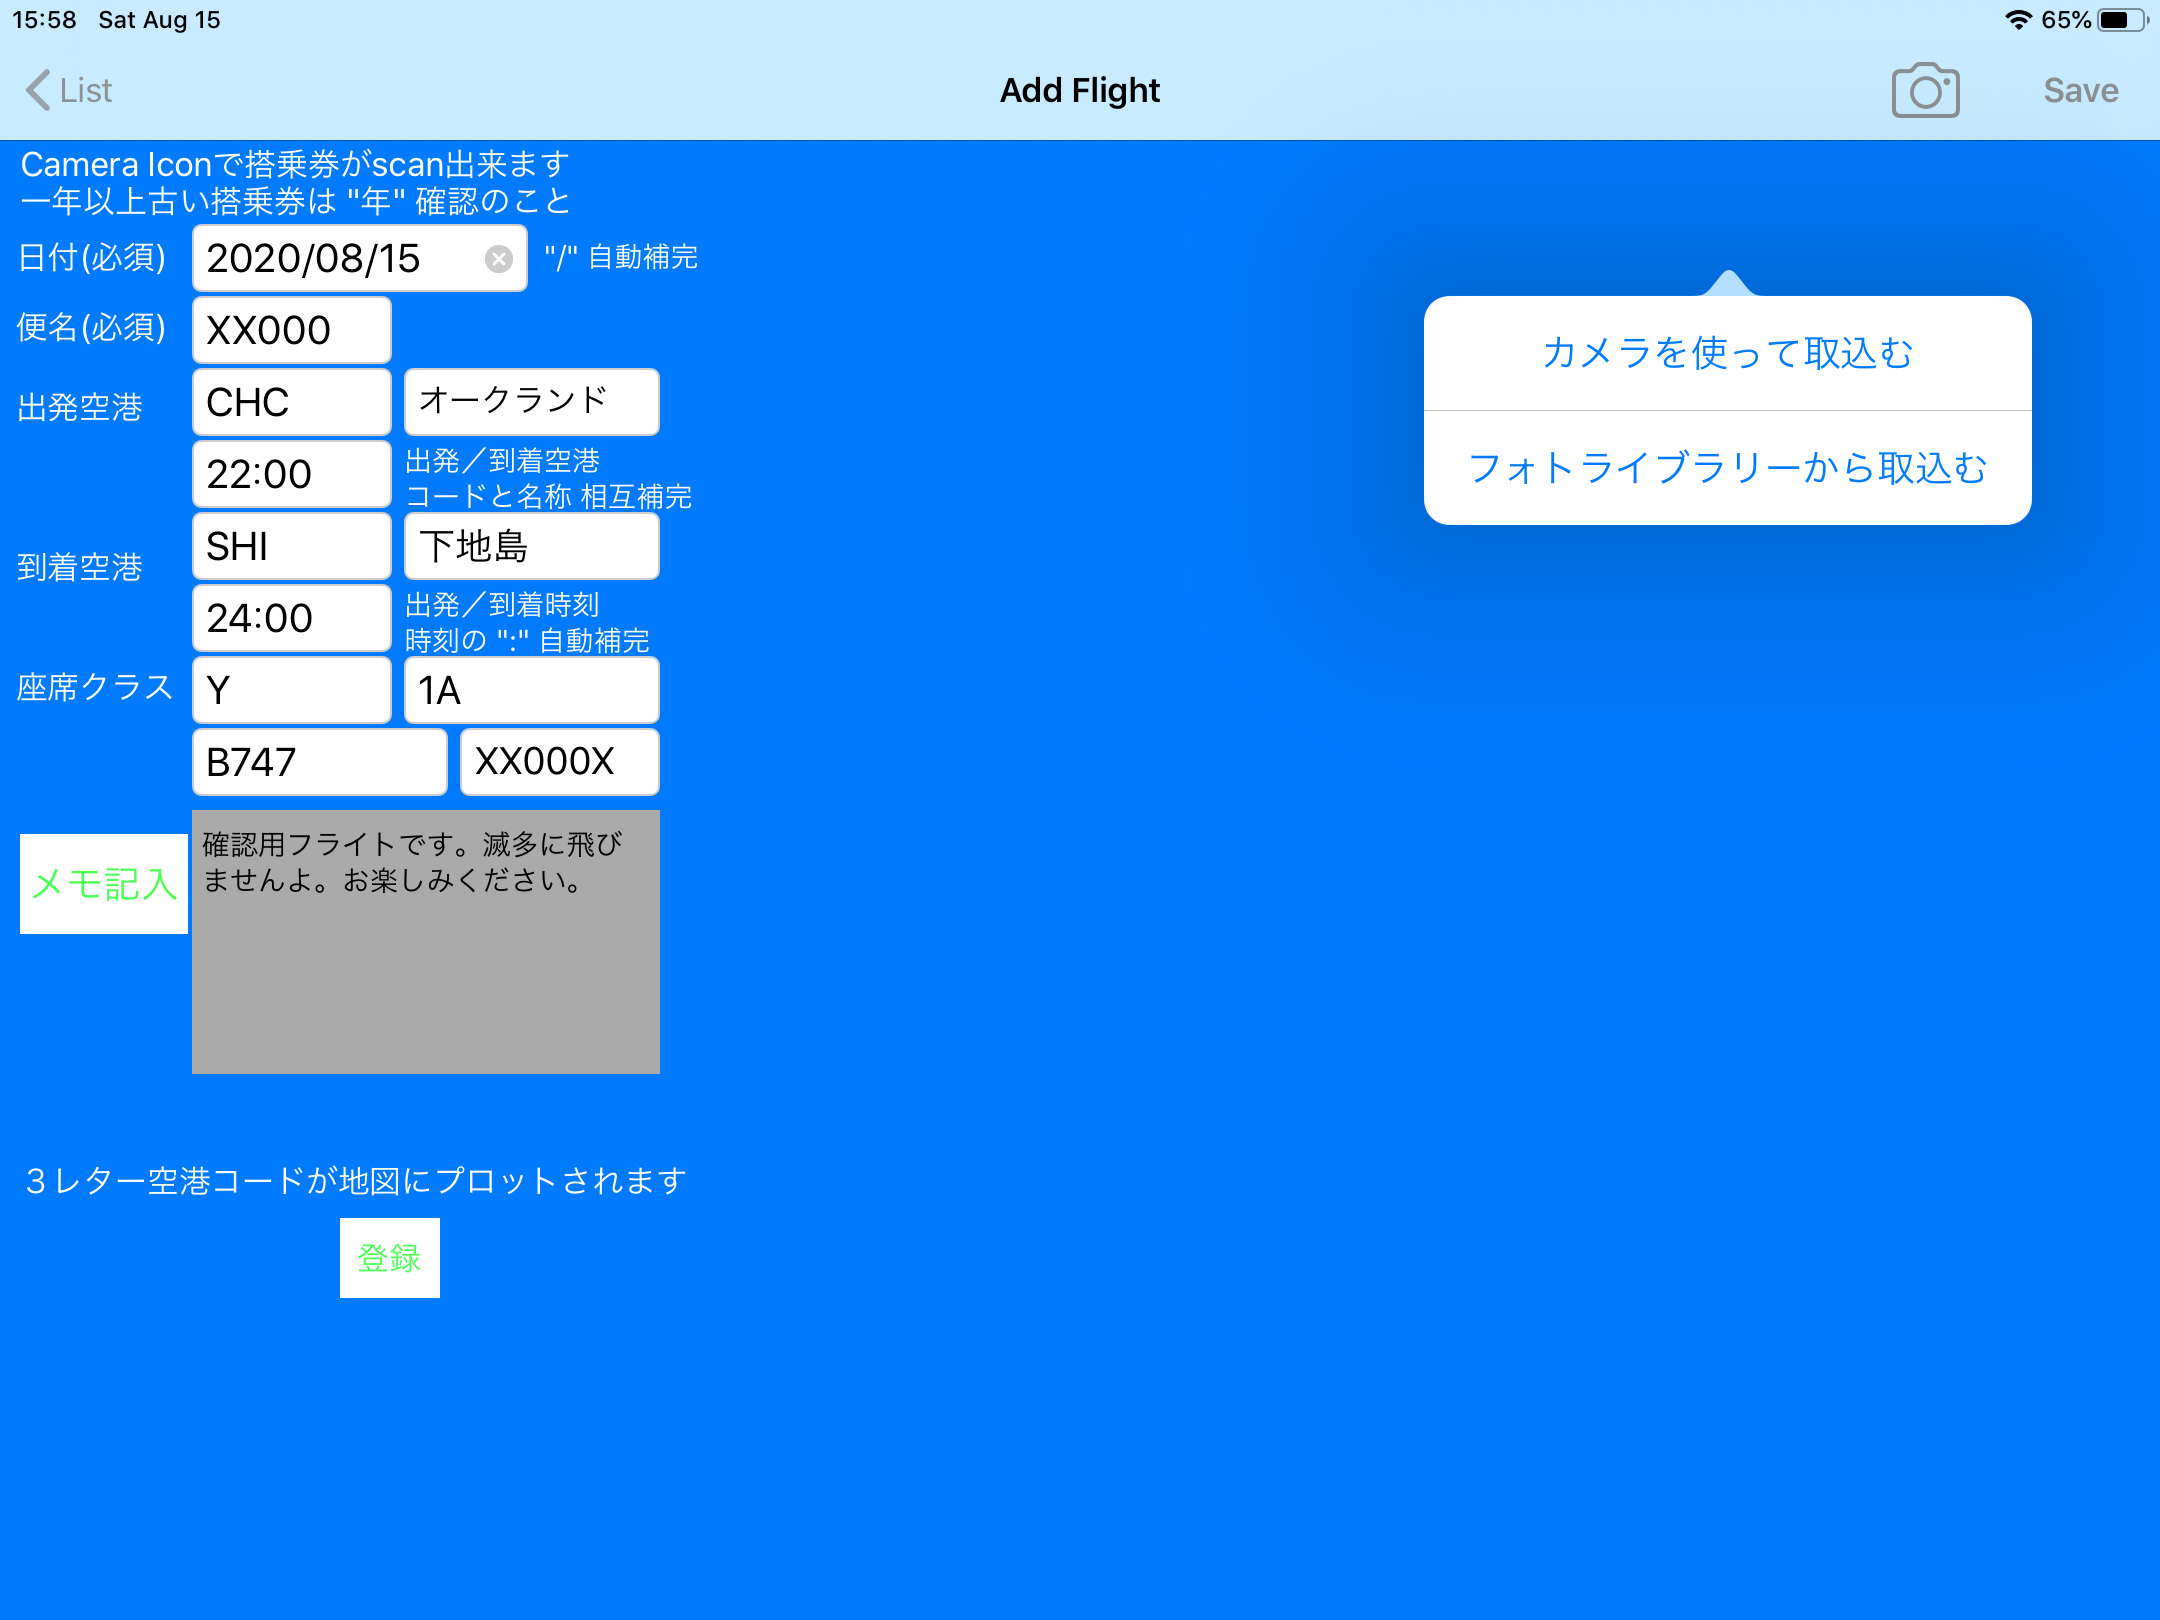 15:58 Sat Aug 15 65%
List Add Flight Save
Camera Iconで搭乗券がscan出来ます
一年以上古い搭乗券は "年" 確認のこと
日付(必須) 2020/08/15 "/" 自動補完
便名(必須) XX000
出発空港 CHC オークランド
22:00 出発／到着空港
コードと名称 相互補完
到着空港 SHI 下地島
24:00 出発／到着時刻
時刻の ":" 自動補完
座席クラス Y 1A
B747 XX000X
メモ記入
確認用フライトです。滅多に飛び
ませんよ。お楽しみください。
３レター空港コードが地図にプロットされます
登録
カメラを使って取込む
フォトライブラリーから取込む